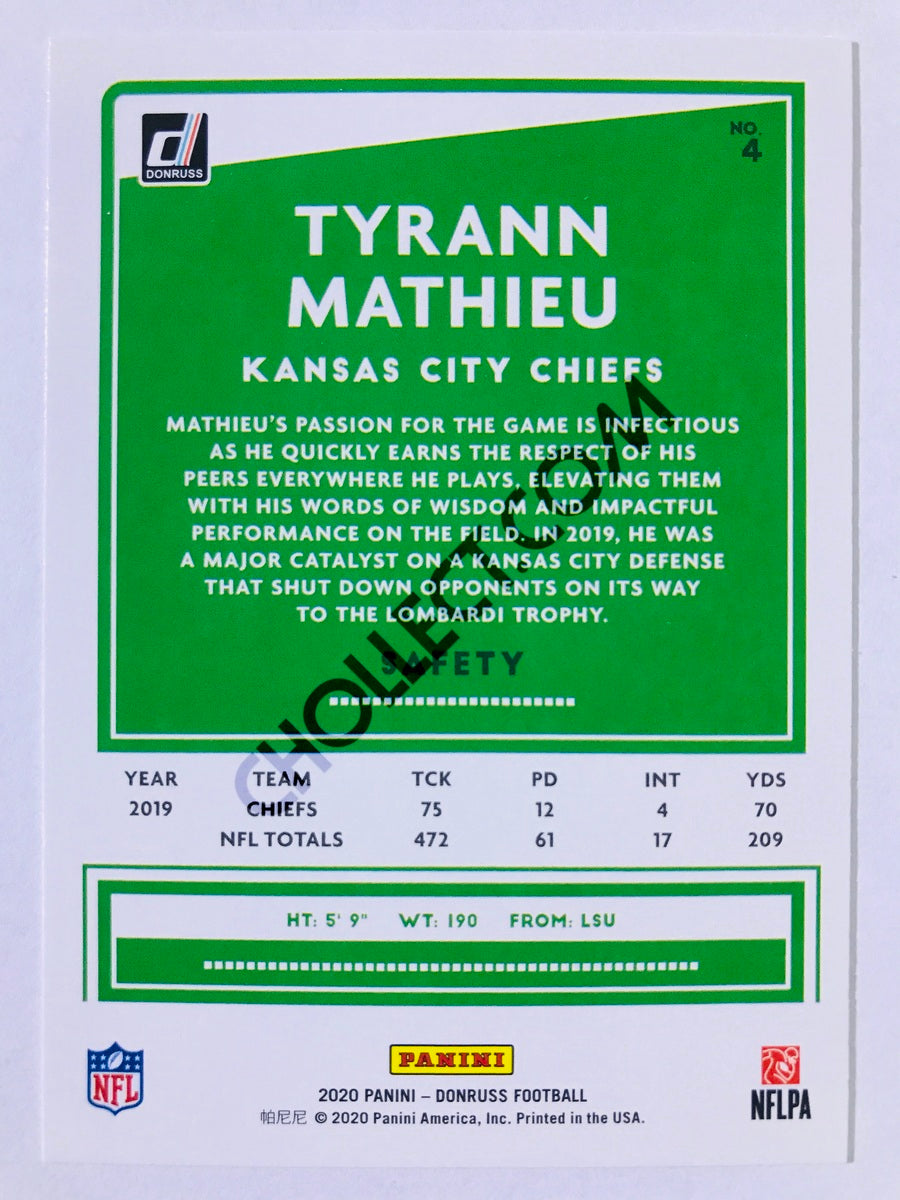 DONRUSS
NO.
4
TYRANN
MATHIEU
KANSAS CITY CHIEFS
MATHIEU'S PASSION FOR THE GAME IS INFECTIOUS
AS HE QUICKLY EARNS THE RESPECT OF HIS
PEERS EVERYWHERE HE PLAYS, ELEVATING THEM
WITH HIS WORDS OF WISDOM AND IMPACTFUL
PERFORMANCE ON THE FIELD. IN 2019, HE WAS
A MAJOR CATALYST ON A KANSAS CITY DEFENSE
THAT SHUT DOWN OPPONENTS ON ITS WAY
TO THE LOMBARDI TROPHY.
SAFETY
CHOLLECT.COM
YEAR TEAM TCK PD INT YDS
2019 CHIEFS 75 12 4 70
NFL TOTALS 472 61 17 209
HT: 5' 9" WT: 190 FROM: LSU
NFL
PANINI
NFLPA
2020 PANINI – DONRUSS FOOTBALL
帕尼尼 © 2020 Panini America, Inc. Printed in the USA.